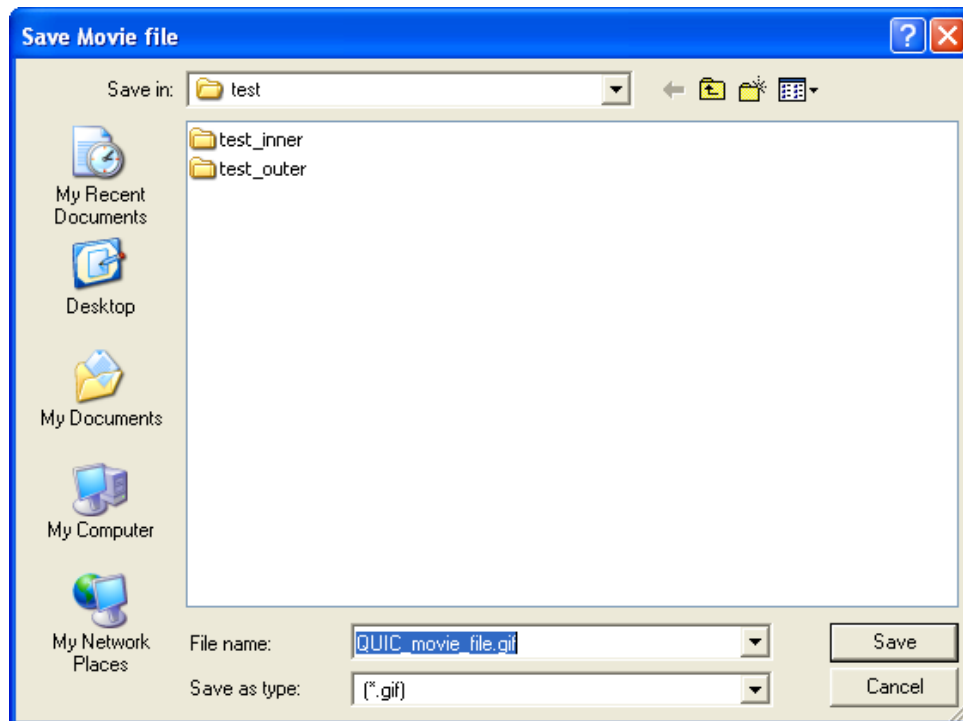 Save Movie file
Save in: test
test_inner
test_outer
My Recent
Documents
Desktop
My Documents
My Computer
My Network
Places
File name: QUIC_movie_file.gif Save
Save as type: (*.gif) Cancel